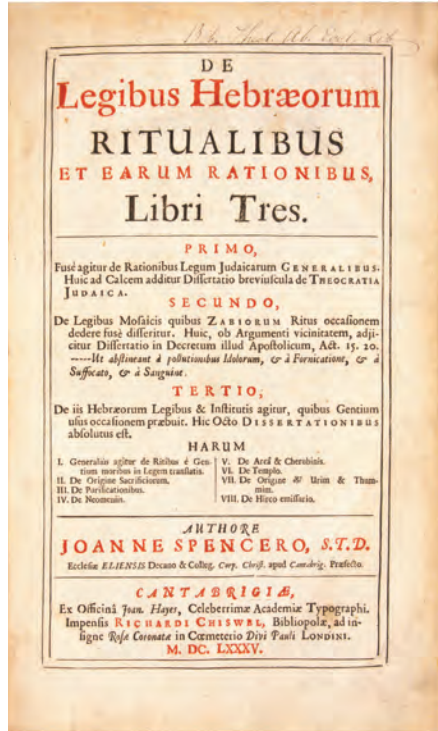 DE
Legibus Hebræorum
RITUALIBUS
ET EARUM RATIONIBUS,
Libri Tres.
PRIMO,
Fusè agitur de Rationibus Legum Judaicarum GENERALIBUS.
Huic ad Calcem additur Dissertatio breviuscula de THEOCRATIA
JUDAICA.
SECUNDO,
De Legibus Mosaicis quibus ZABIORUM Ritus occasionem
dedere fusè disseritur. Huic, ob Argumenti vicinitatem, adji-
citur Dissertatio in Decretum illud Apostolicum, Act. 15. 20.
-----Ut abstineant à pollutionibus Idolorum, & à Fornicatione, & à
Suffocato, & à Sanguine.
TERTIO,
De iis Hebræorum Legibus & Institutis agitur, quibus Gentium
usus occasionem præbuit. Hic Octo DISSERTATIONIBUS
absolutus est.
HARUM
I. Generalius agitur de Ritibus è Gen-
tium moribus in Legem translatis.
II. De Origine Sacrificiorum.
III. De Purificationibus.
IV. De Neomeniis.
V. De Arcâ & Cherubinis.
VI. De Templo.
VII. De Origine & Urim & Thum-
mim.
VIII. De Hirco emissario.
AUTHORE
JOANNE SPENCERO, S.T.D.
Ecclesiæ ELIENSIS Decano & Colleg. Corp. Christ. apud Cantabrig. Præfecto.
CANTABRIGIÆ,
Ex Officinâ Joan. Hayes, Celeberrimæ Academiæ Typographi.
Impensis RICHARDI CHISWEL, Bibliopolæ, ad in-
signe Rosæ Coronatæ in Cœmeterio Divi Pauli LONDINI.
M. DC. LXXXV.